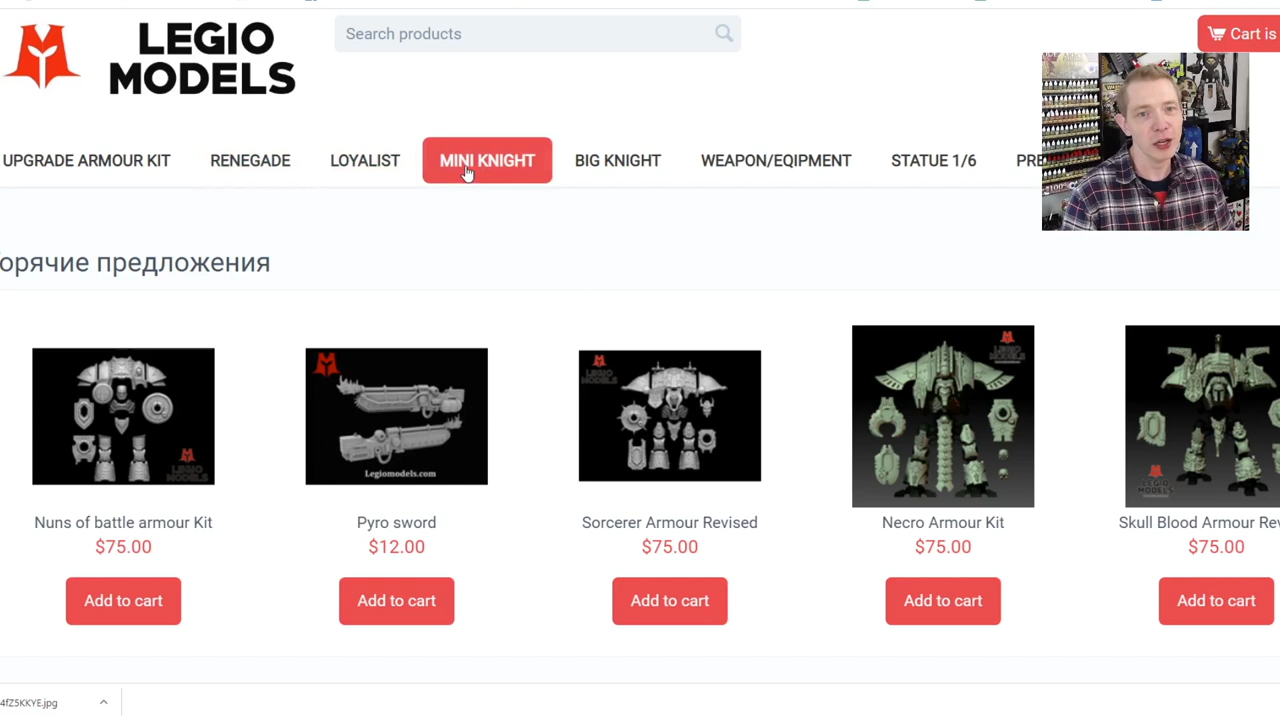 LEGIO
MODELS
Search products
Cart is
UPGRADE ARMOUR KIT RENEGADE LOYALIST MINI KNIGHT BIG KNIGHT WEAPON/EQIPMENT STATUE 1/6 PRE
орячие предложения
LEGIO
MODELS
Legiomodels.com
LEGIO
MODELS
LEGIO
MODELS
LEGIO
MODELS
Nuns of battle armour Kit Pyro sword Sorcerer Armour Revised Necro Armour Kit Skull Blood Armour Rev
$75.00 $12.00 $75.00 $75.00 $75.00
Add to cart Add to cart Add to cart Add to cart Add to cart
4fZ5KKYE.jpg